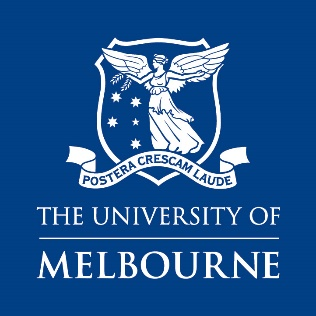 POSTERA CRESCAM LAUDE
THE UNIVERSITY OF
MELBOURNE